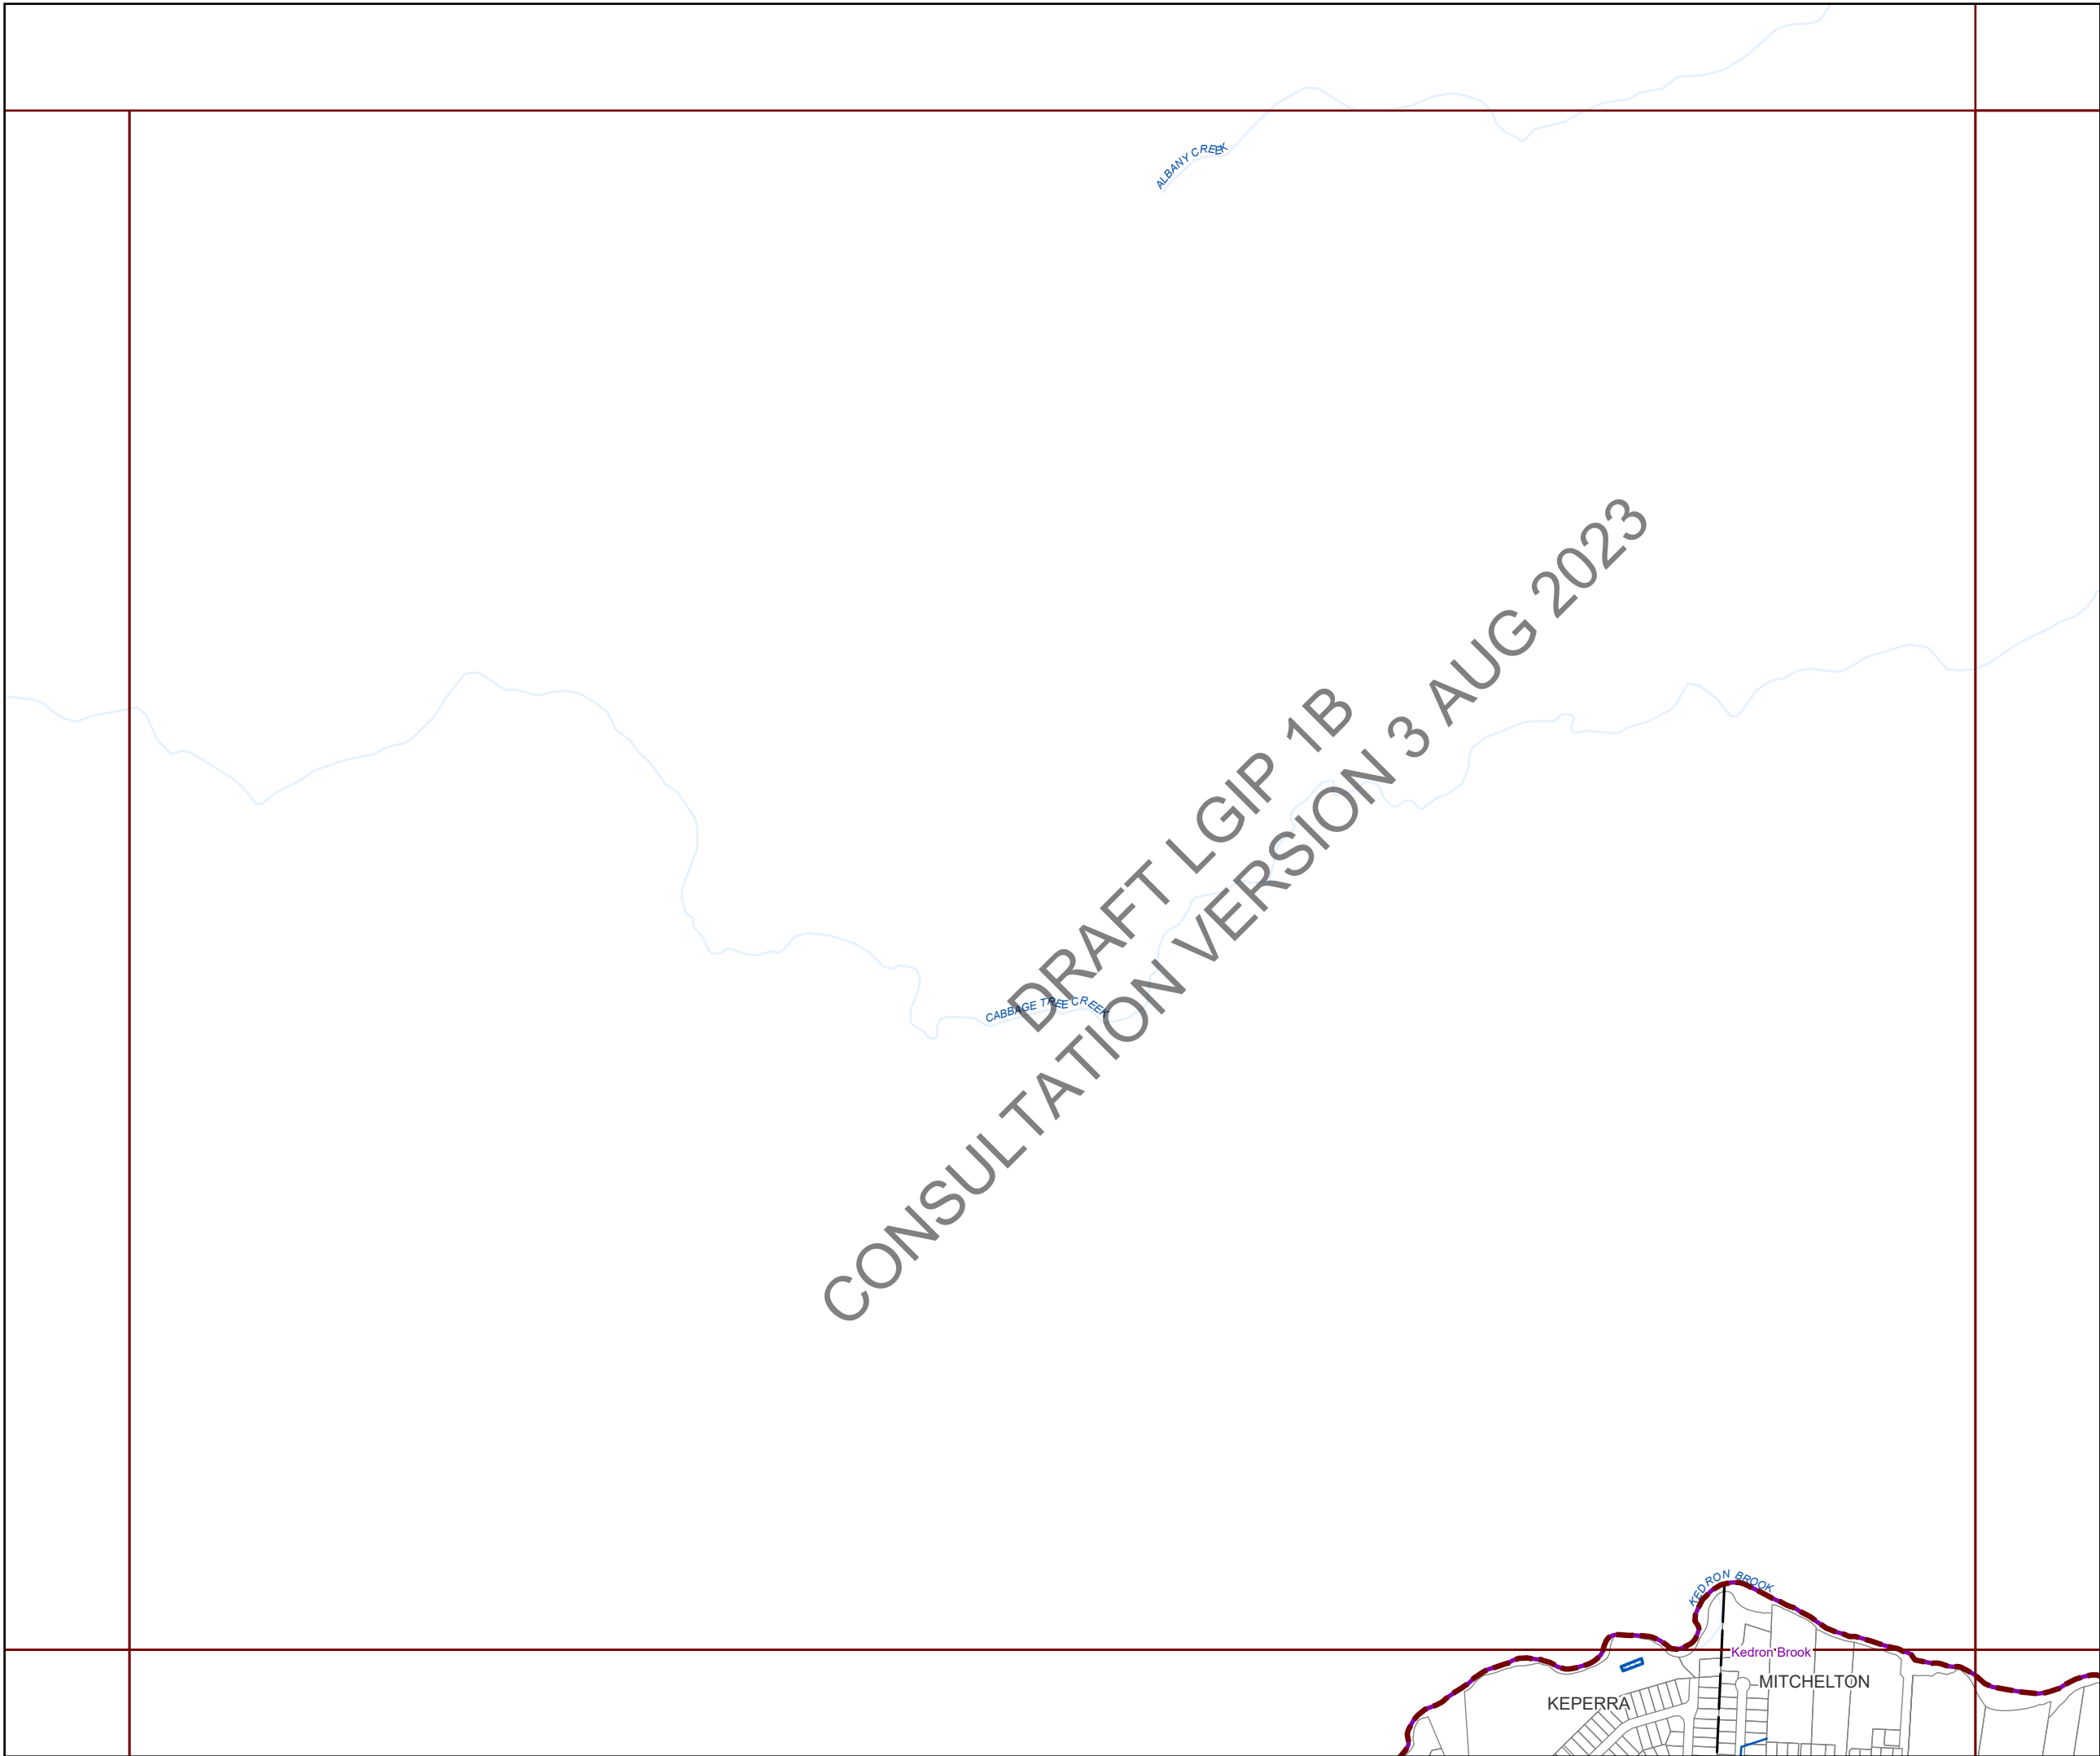 ALBANY CREEK
DRAFT LGIP 1B
CONSULTATION VERSION 3 AUG 2023
CABBAGE TREE CREEK
KEDRON BROOK
Kedron Brook
MITCHELTON
KEPERRA